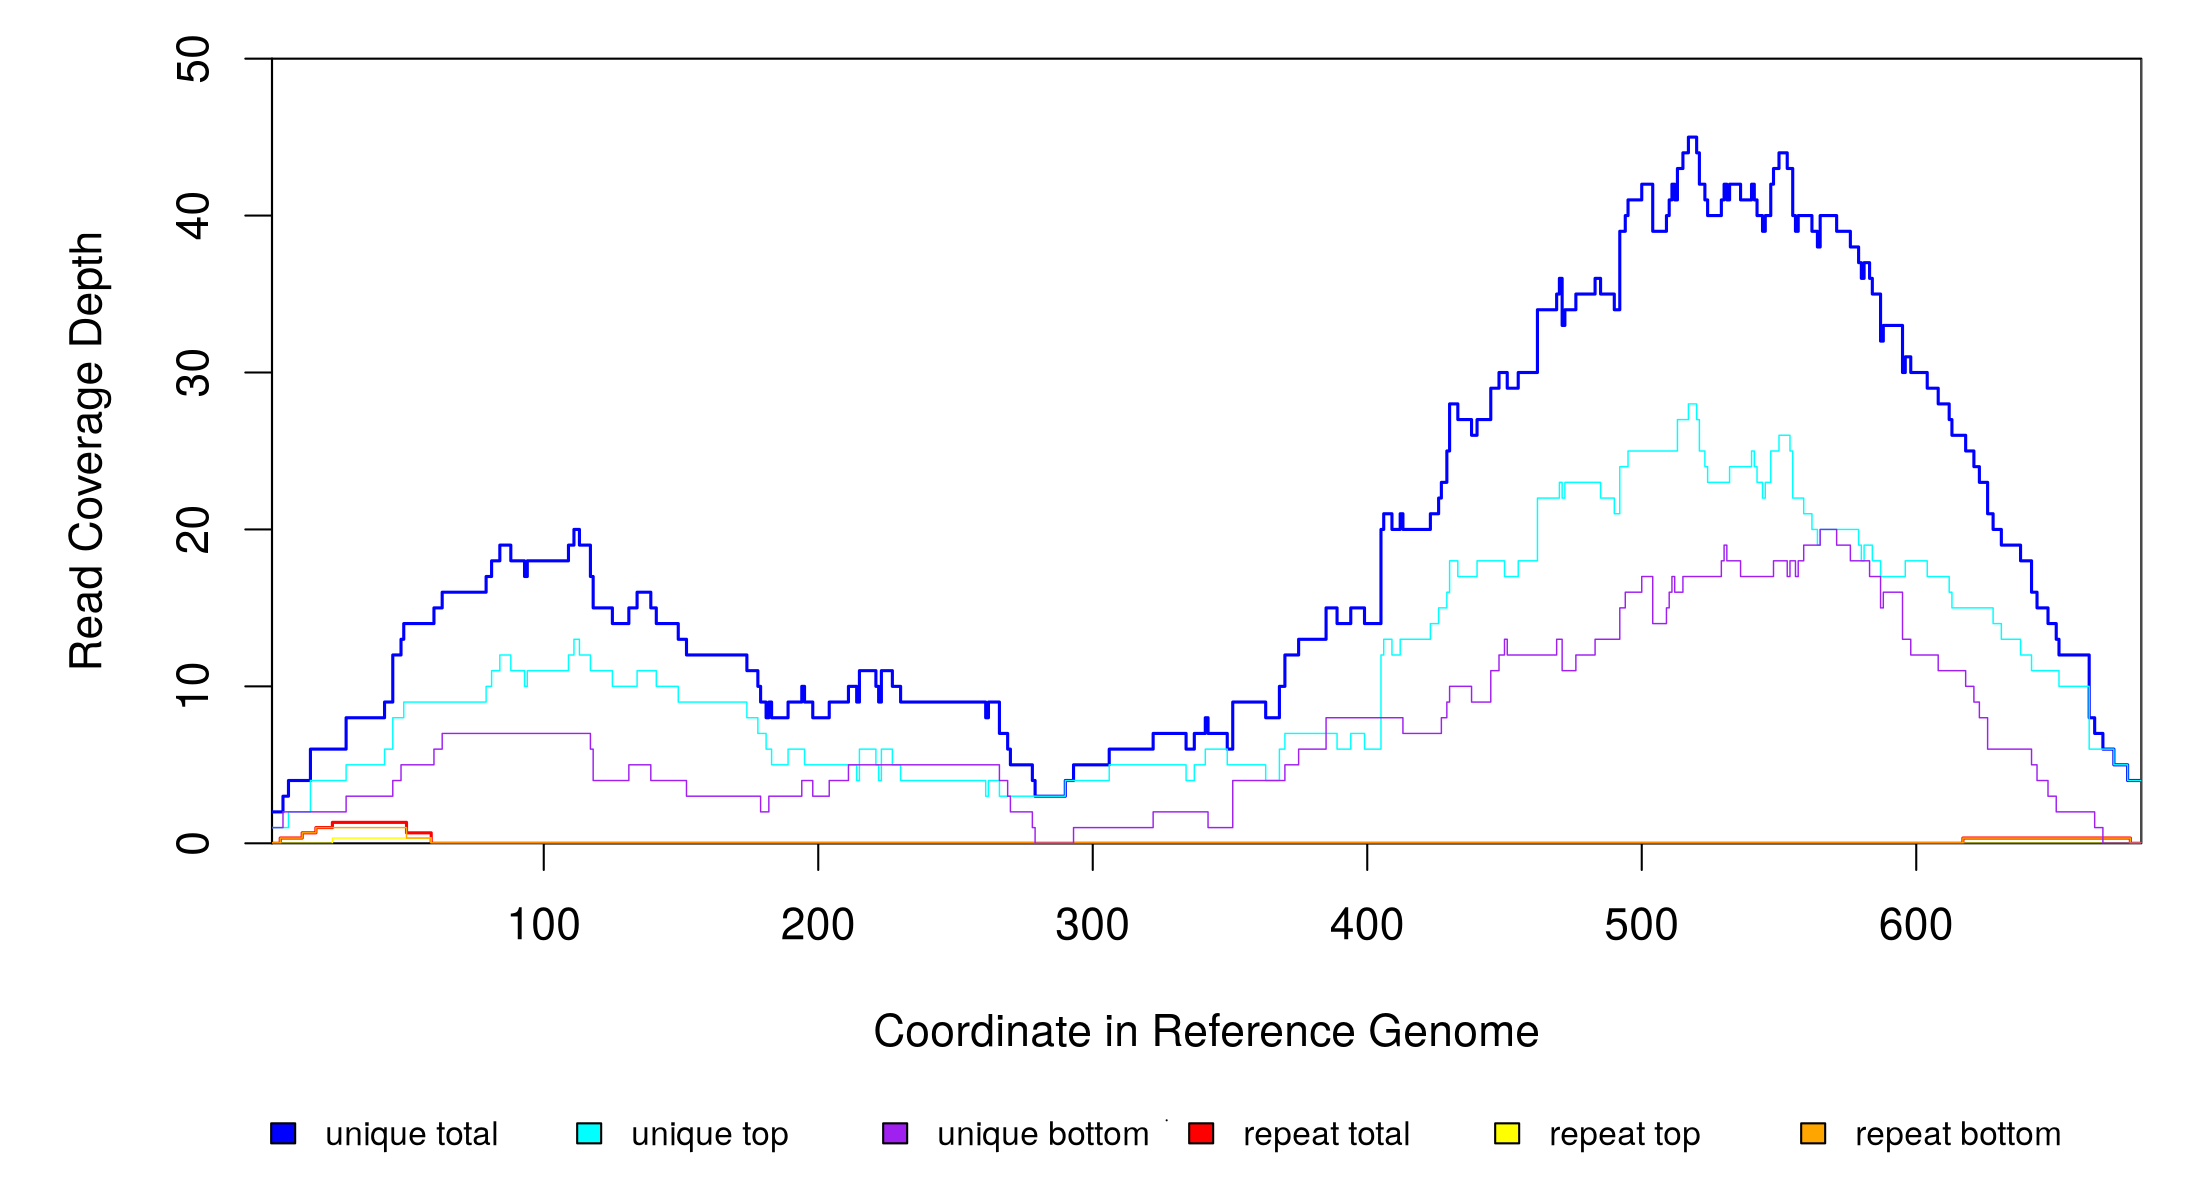 Read Coverage Depth
50
40
30
20
10
0
100 200 300 400 500 600
Coordinate in Reference Genome
unique total unique top unique bottom repeat total repeat top repeat bottom